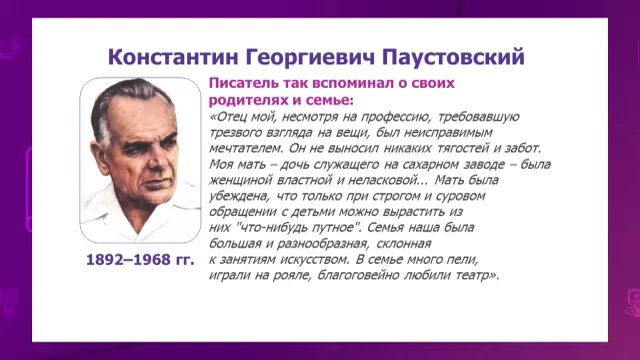 Константин Георгиевич Паустовский
Писатель так вспоминал о своих
родителях и семье:
«Отец мой, несмотря на профессию, требовавшую
трезвого взгляда на вещи, был неисправимым
мечтателем. Он не выносил никаких тягостей и забот.
Моя мать – дочь служащего на сахарном заводе – была
женщиной властной и неласковой... Мать была
убеждена, что только при строгом и суровом
обращении с детьми можно вырастить из
них "что-нибудь путное". Семья наша была
большая и разнообразная, склонная
к занятиям искусством. В семье много пели,
играли на рояле, благоговейно любили театр».
1892–1968 гг.